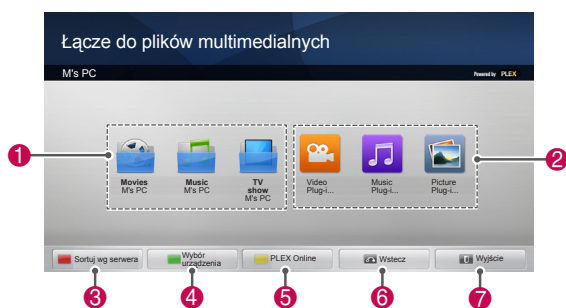 Łącze do plików multimedialnych
M's PC
Powered by PLEX
1
2
Movies
M's PC
Music
M's PC
TV
show
M's PC
Video
Plug-i...
Music
Plug-i...
Picture
Plug-i...
Sortuj wg serwera
Wybór
urządzenia
PLEX Online
Wstecz
Wyjście
3
4
5
6
7